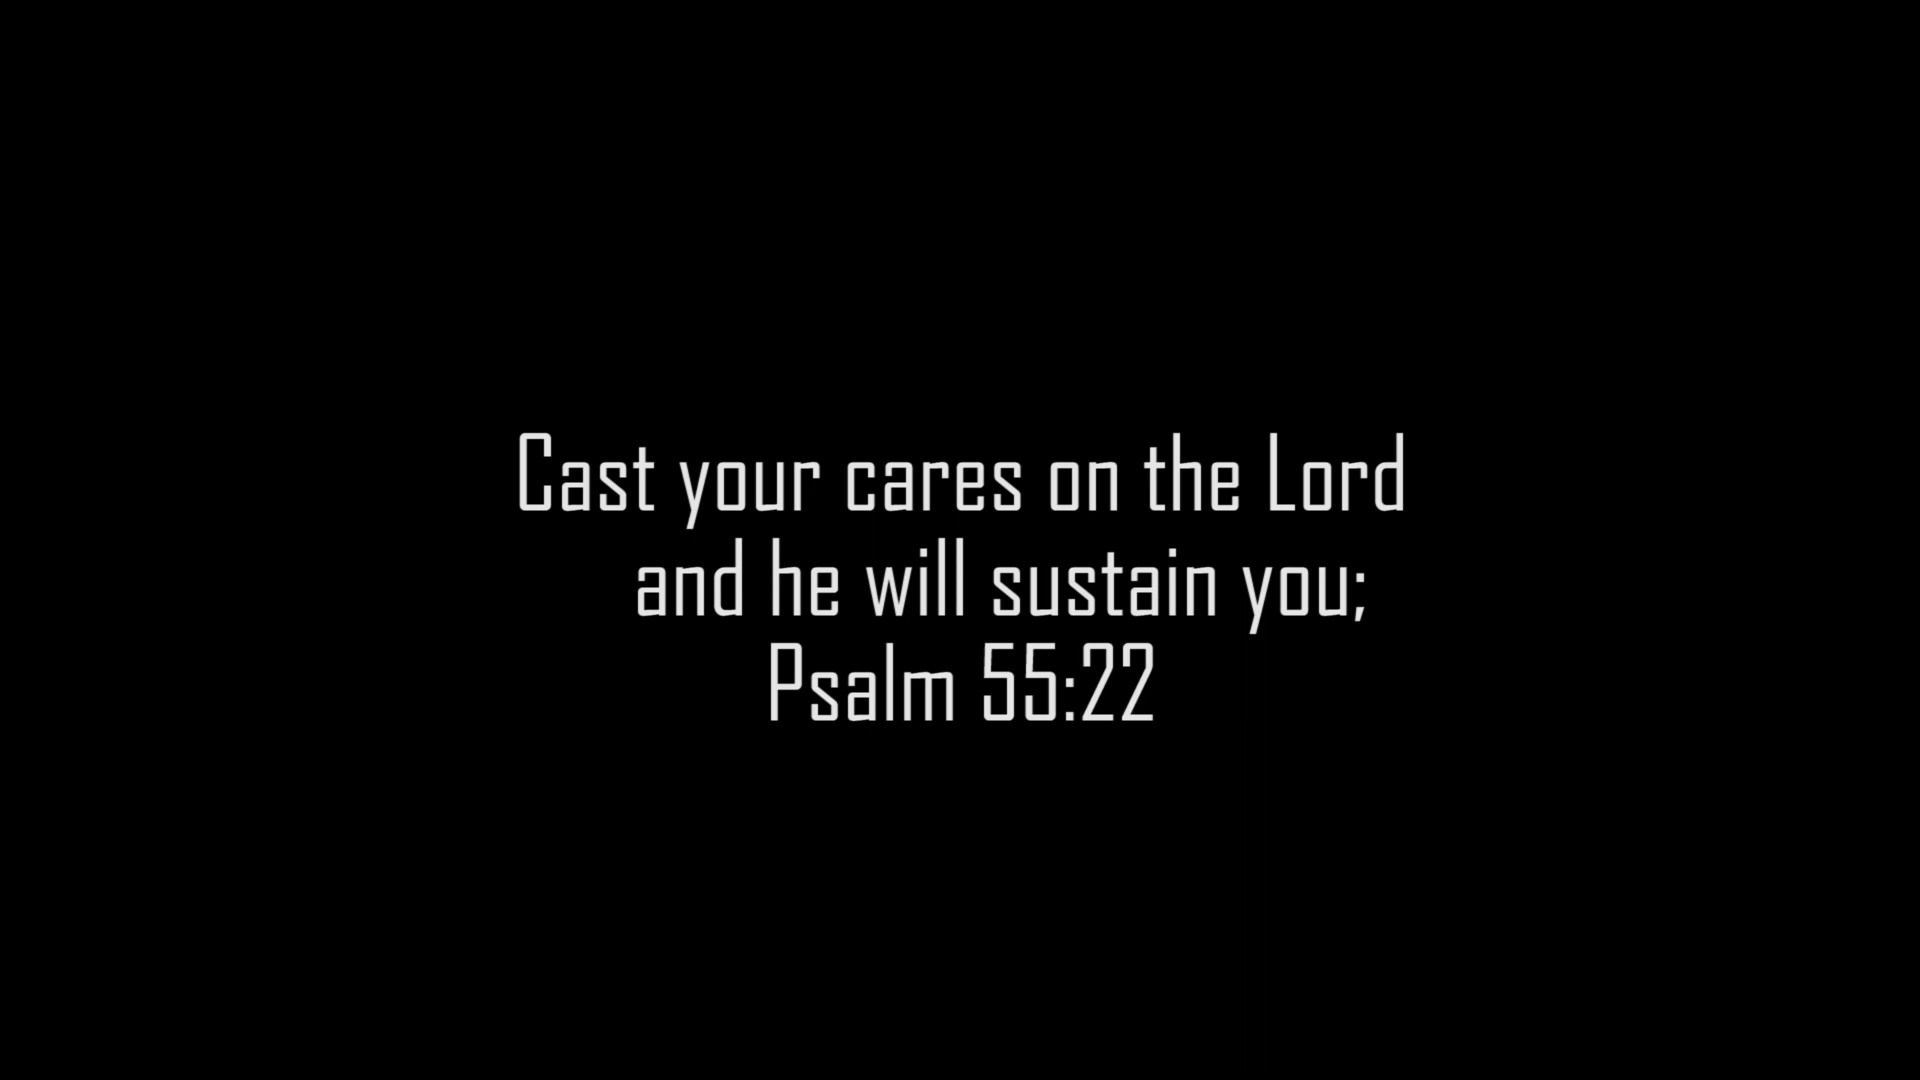 Cast your cares on the Lord
and he will sustain you;
Psalm 55:22